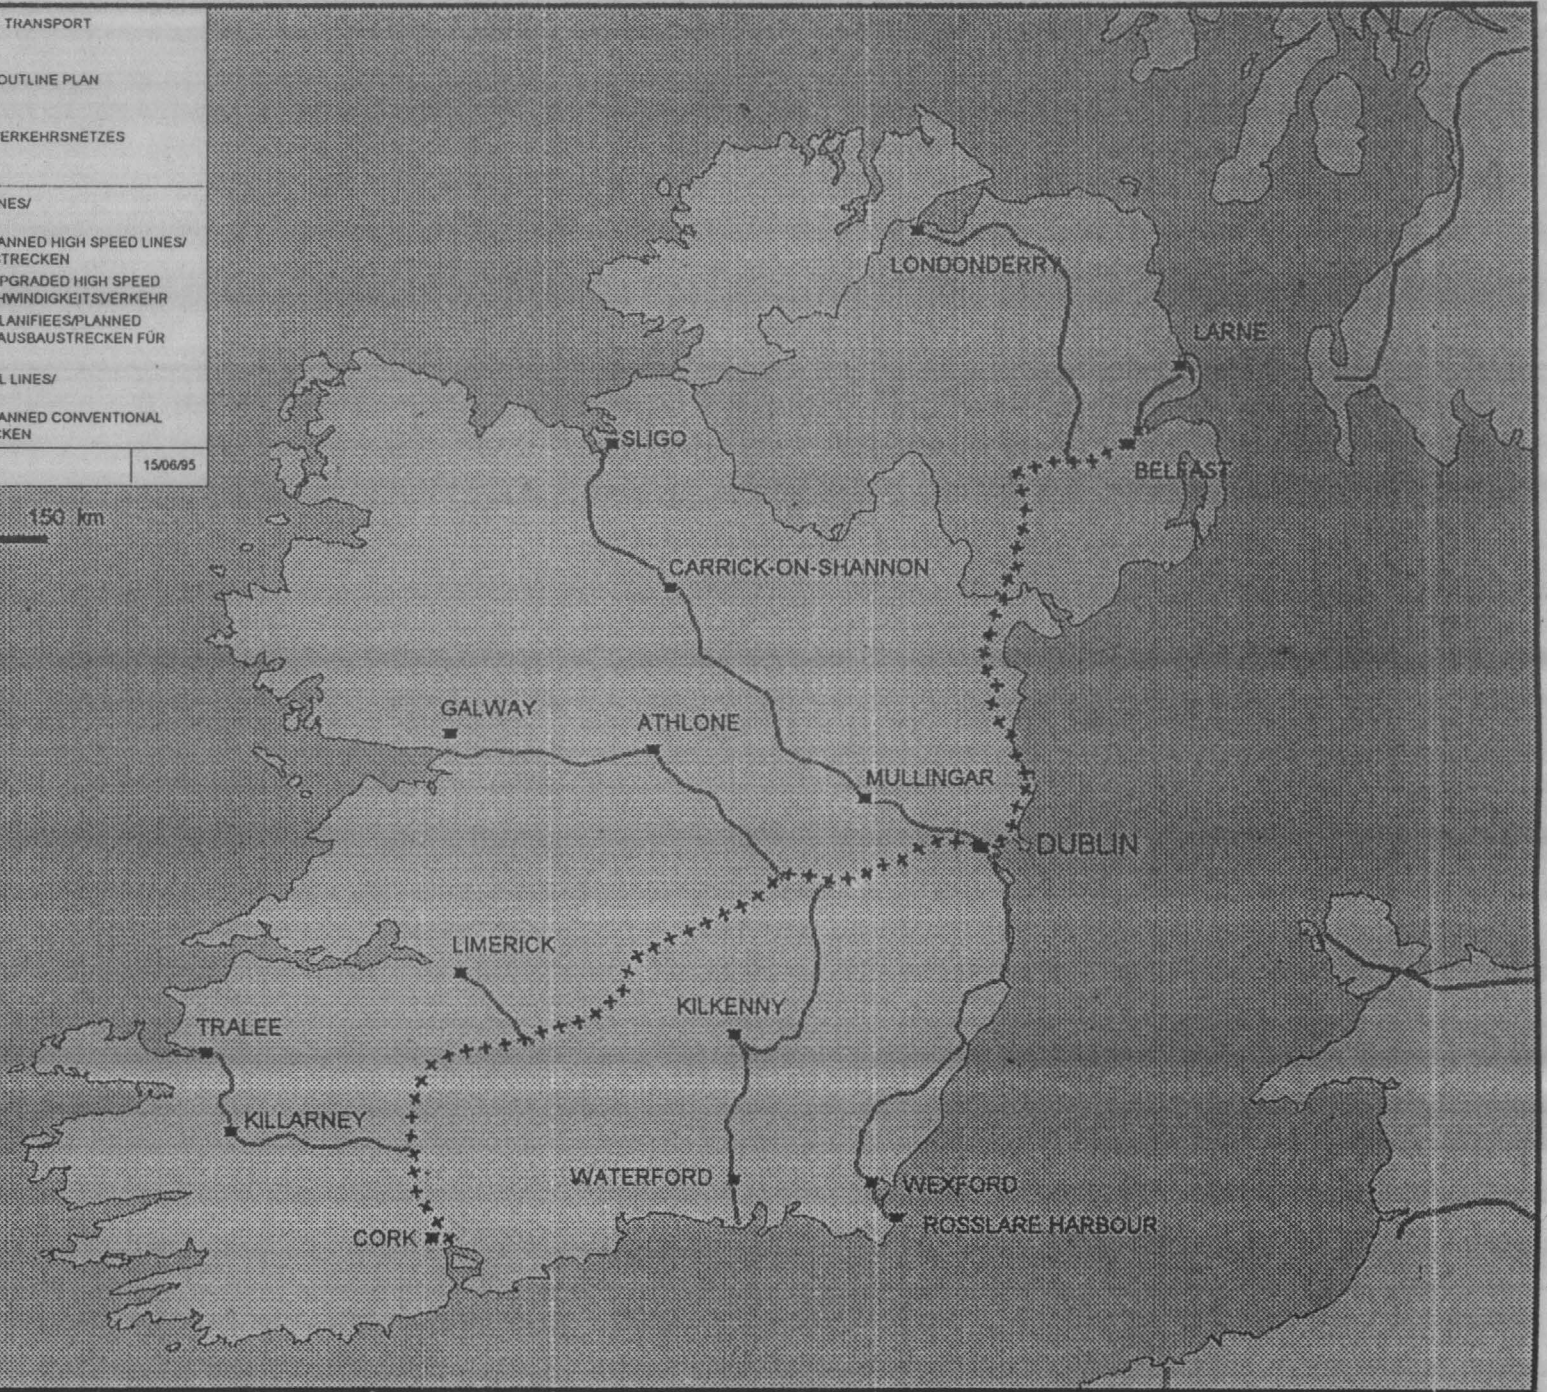 TRANSPORT
OUTLINE PLAN
ERKEHRSNETZES
NES/
ANNED HIGH SPEED LINES/
STRECKEN
PGRADED HIGH SPEED
HWINDIGKEITSVERKEHR
LANIFIEES/PLANNED
AUSBAUSTRECKEN FÜR
L LINES/
ANNED CONVENTIONAL
CKEN
15/06/95
150 km
LONDONDERRY
LARNE
SLIGO
BELFAST
CARRICK-ON-SHANNON
GALWAY
ATHLONE
MULLINGAR
DUBLIN
LIMERICK
KILKENNY
TRALEE
KILLARNEY
WATERFORD
WEXFORD
ROSSLARE HARBOUR
CORK